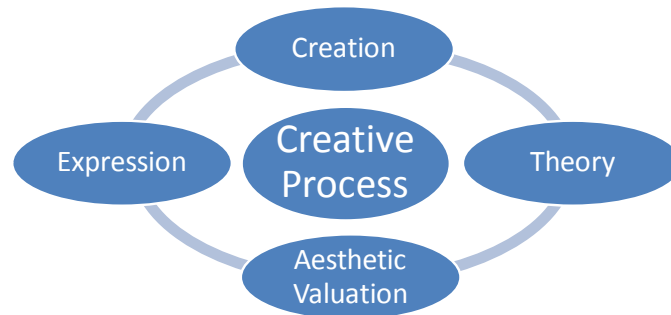 Creation
Expression
Creative
Process
Theory
Aesthetic
Valuation